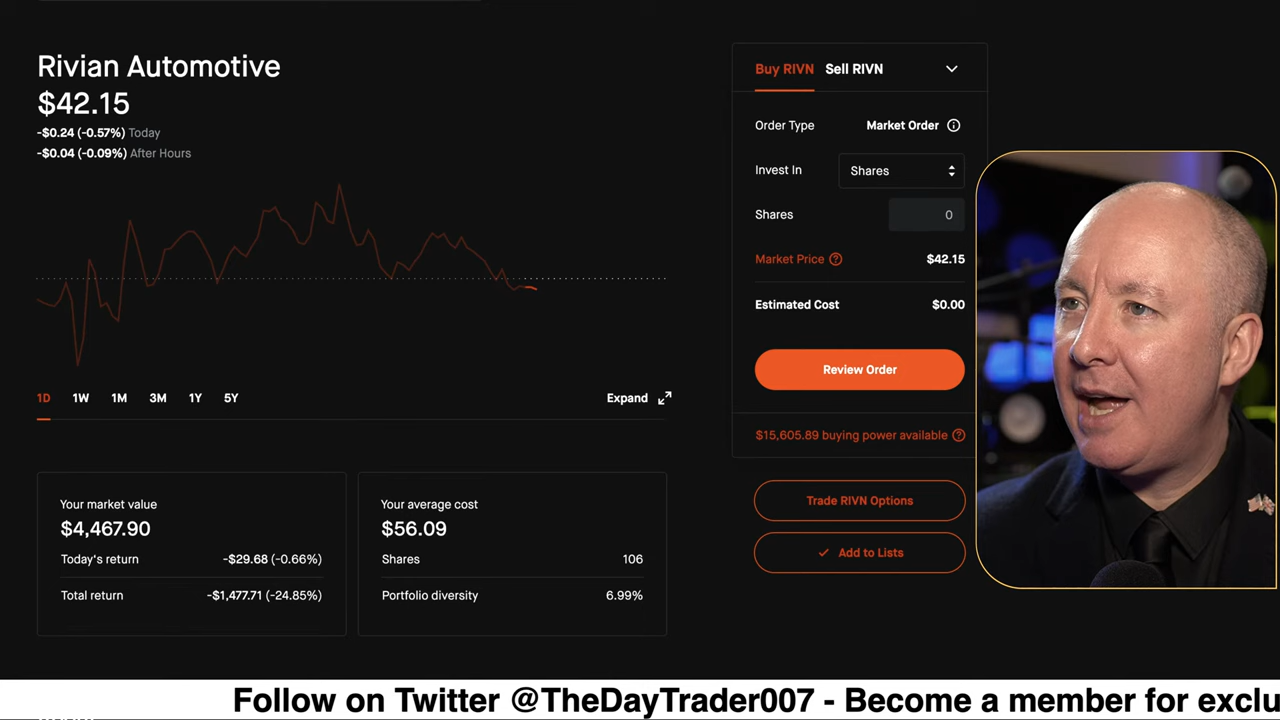 Rivian Automotive
$42.15
-$0.24 (-0.57%) Today
-$0.04 (-0.09%) After Hours
1D 1W 1M 3M 1Y 5Y
Expand
Your market value
$4,467.90
Today's return -$29.68 (-0.66%)
Total return -$1,477.71 (-24.85%)
Your average cost
$56.09
Shares 106
Portfolio diversity 6.99%
Buy RIVN Sell RIVN
Order Type Market Order
Invest In Shares
Shares 0
Market Price $42.15
Estimated Cost $0.00
Review Order
$15,605.89 buying power available
Trade RIVN Options
Add to Lists
Follow on Twitter @TheDayTrader007 - Become a member for exclu